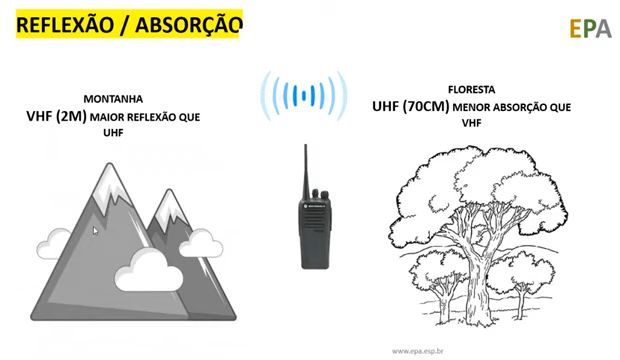 REFLEXÃO / ABSORÇÃO
EPA
MONTANHA
VHF (2M) MAIOR REFLEXÃO QUE
UHF
FLORESTA
UHF (70CM) MENOR ABSORÇÃO QUE
VHF
www.epa.esp.br